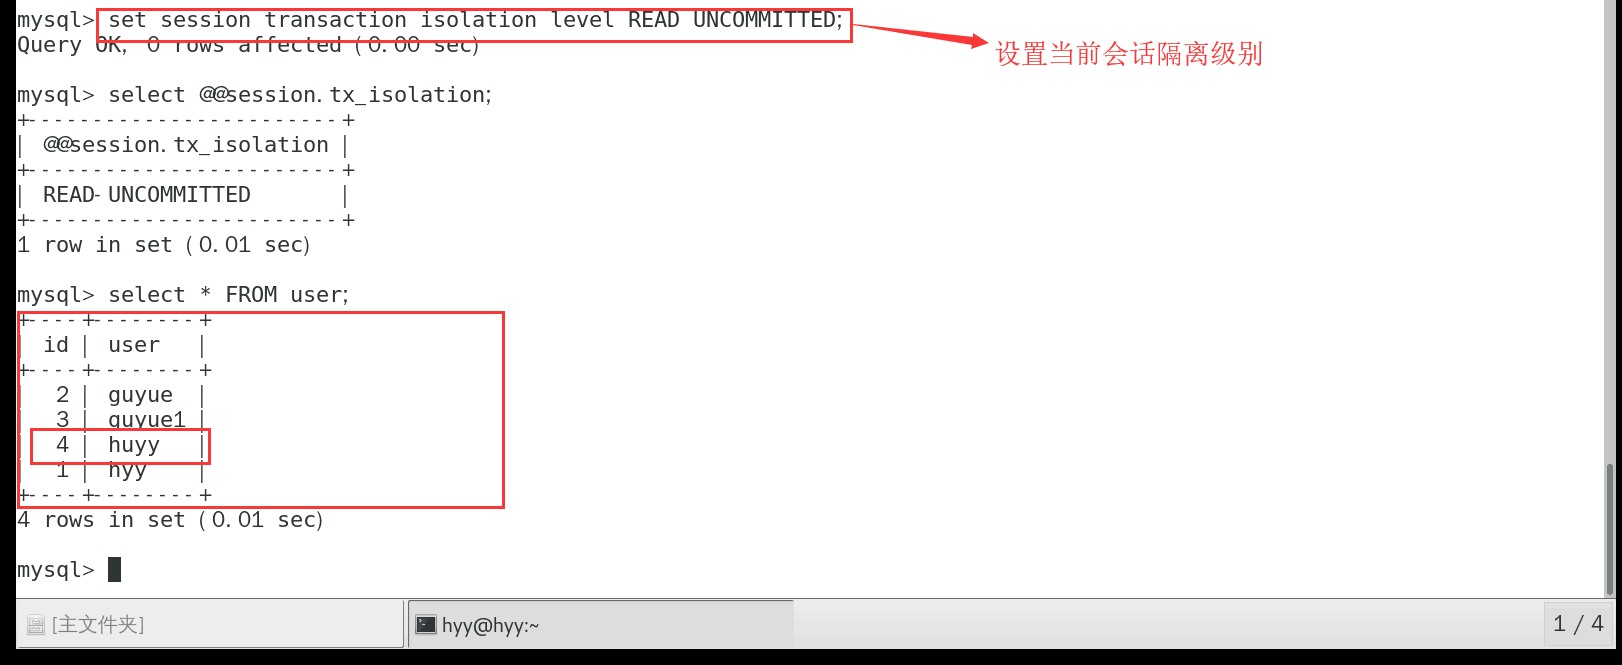 mysql> set session transaction isolation level READ UNCOMMITTED;
Query OK, 0 rows affected (0.00 sec)
设置当前会话隔离级别
mysql> select @@session.tx_isolation;
+------------------------+
| @@session.tx_isolation |
+------------------------+
| READ-UNCOMMITTED       |
+------------------------+
1 row in set (0.01 sec)
mysql> select * FROM user;
+----+--------+
| id | user   |
+----+--------+
|  2 | guyue  |
|  3 | guyue1 |
|  4 | huyy   |
|  1 | hyy    |
+----+--------+
4 rows in set (0.01 sec)
mysql>
[主文件夹]
hyy@hyy:~
1 / 4